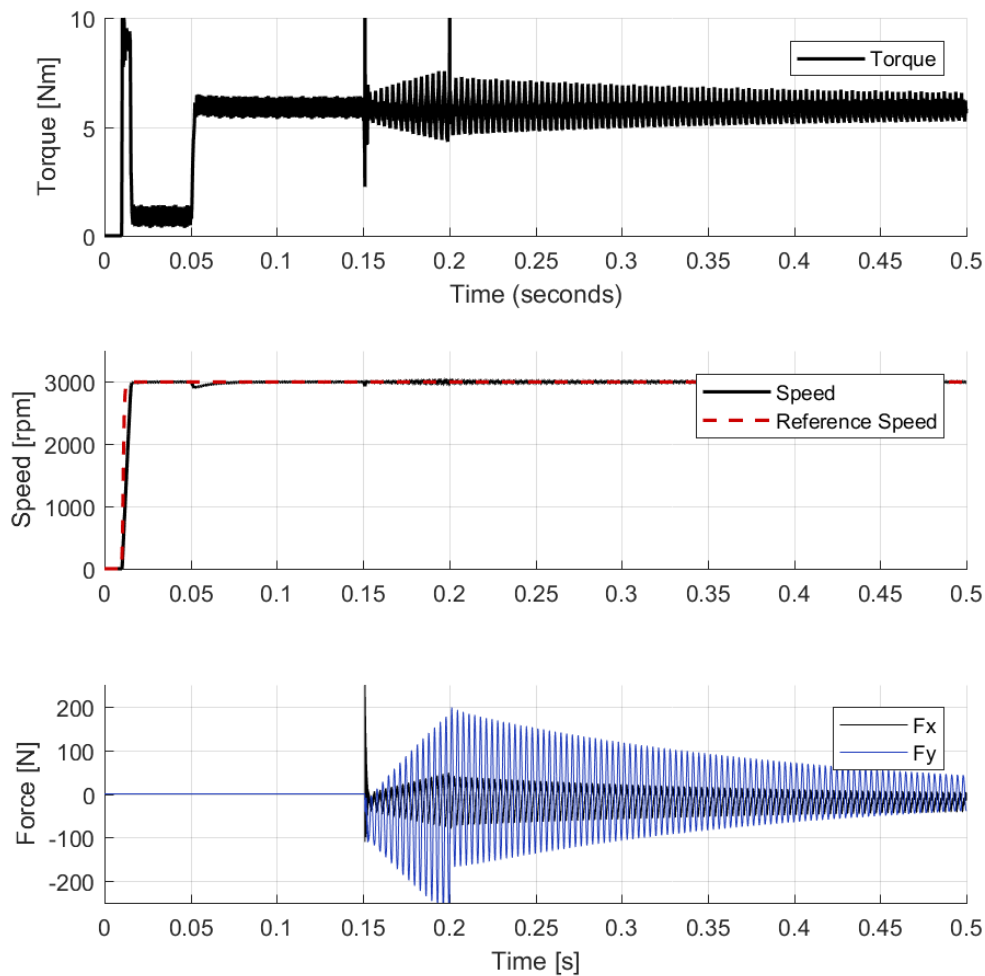 10
5
0
Torque [Nm]
Torque
0 0.05 0.1 0.15 0.2 0.25 0.3 0.35 0.4 0.45 0.5
Time (seconds)
3000
2000
1000
0
Speed [rpm]
Speed
Reference Speed
0 0.05 0.1 0.15 0.2 0.25 0.3 0.35 0.4 0.45 0.5
200
100
0
-100
-200
Force [N]
Fx
Fy
0 0.05 0.1 0.15 0.2 0.25 0.3 0.35 0.4 0.45 0.5
Time [s]